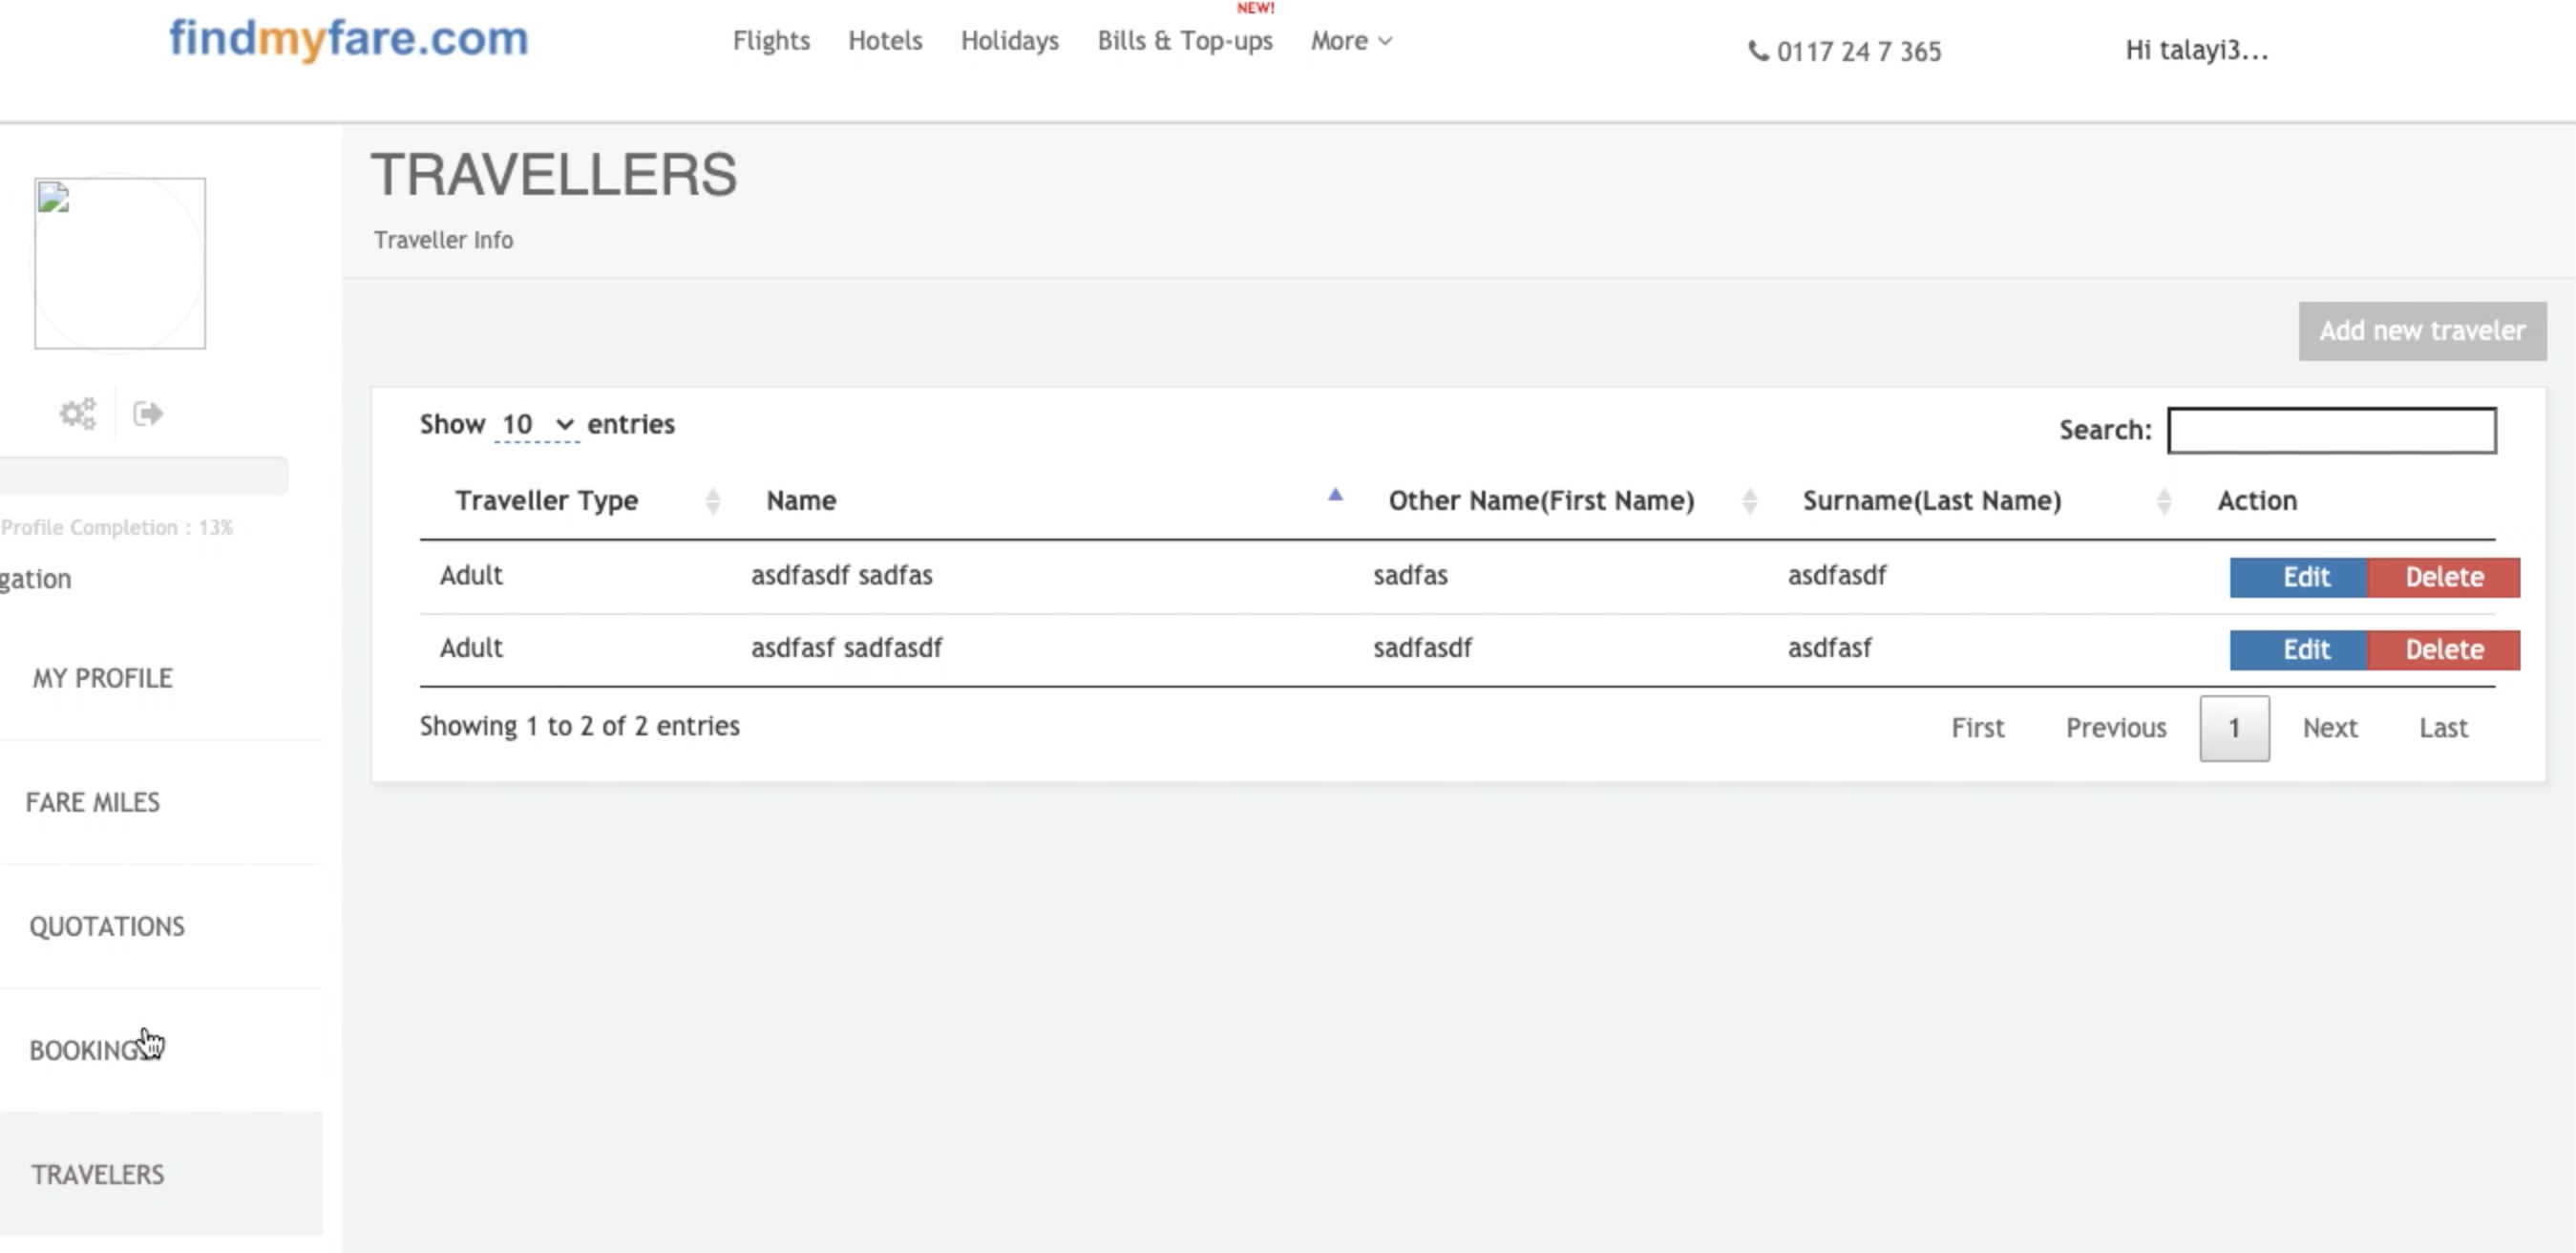 NEW!
findmyfare.com Flights Hotels Holidays Bills & Top-ups More 0117 24 7 365 Hi talayi3...
TRAVELLERS
Traveller Info
Add new traveler
Show 10 entries Search:
Traveller Type Name Other Name(First Name) Surname(Last Name) Action
Adult asdfasdf sadfas sadfas asdfasdf Edit Delete
Adult asdfasf sadfasdf sadfasdf asdfasf Edit Delete
Showing 1 to 2 of 2 entries First Previous 1 Next Last
Profile Completion : 13%
gation
MY PROFILE
FARE MILES
QUOTATIONS
BOOKINGS
TRAVELERS